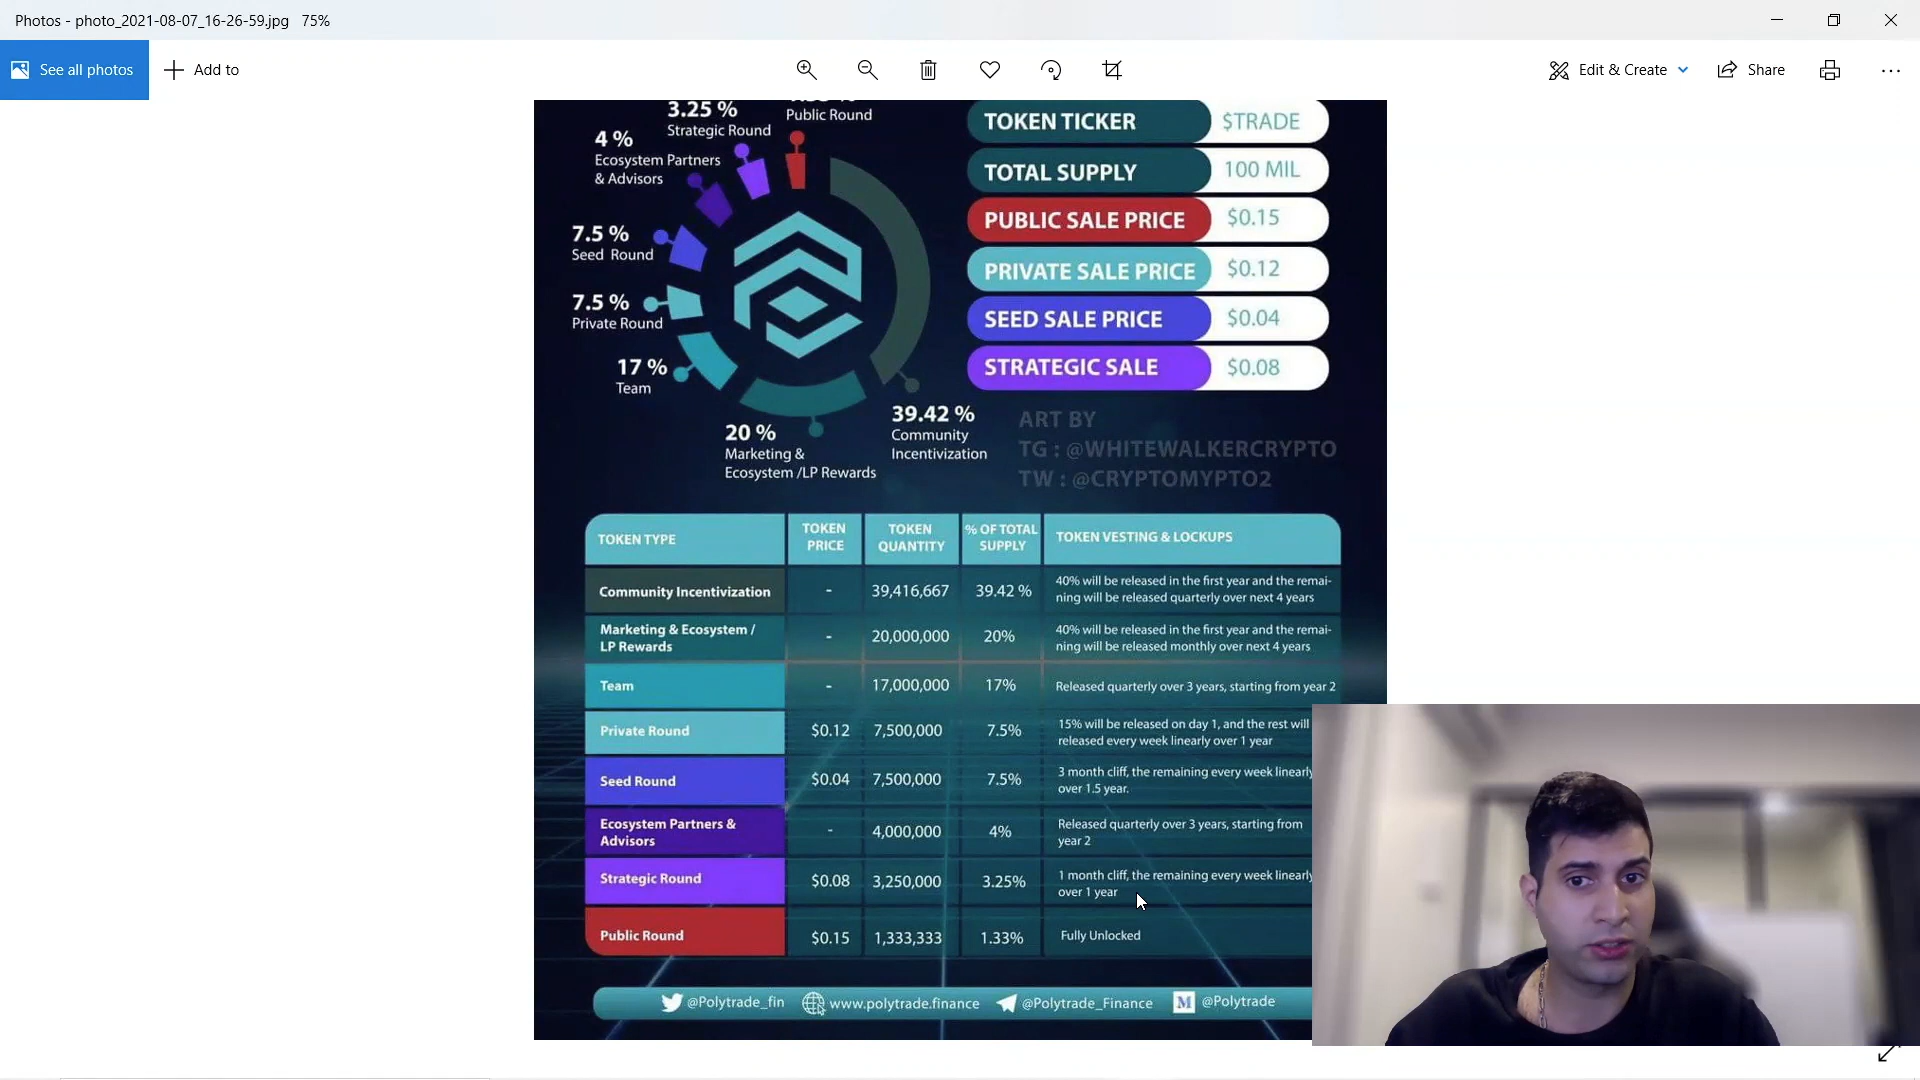 Photos - photo_2021-08-07_16-26-59.jpg 75%
See all photos
Add to
Edit & Create
Share
3.25 %
Strategic Round
Public Round
4 %
Ecosystem Partners
& Advisors
7.5 %
Seed Round
7.5 %
Private Round
17 %
Team
20 %
Marketing &
Ecosystem /LP Rewards
39.42 %
Community
Incentivization
TOKEN TICKER $TRADE
TOTAL SUPPLY 100 MIL
PUBLIC SALE PRICE $0.15
PRIVATE SALE PRICE $0.12
SEED SALE PRICE $0.04
STRATEGIC SALE $0.08
ART BY
TG : @WHITEWALKERCRYPTO
TW : @CRYPTOMYPTO2
TOKEN TYPE
TOKEN
PRICE
TOKEN
QUANTITY
% OF TOTAL
SUPPLY
TOKEN VESTING & LOCKUPS
Community Incentivization - 39,416,667 39.42 %
40% will be released in the first year and the remai-
ning will be released quarterly over next 4 years
Marketing & Ecosystem /
LP Rewards
- 20,000,000 20%
40% will be released in the first year and the remai-
ning will be released monthly over next 4 years
Team - 17,000,000 17% Released quarterly over 3 years, starting from year 2
Private Round $0.12 7,500,000 7.5%
15% will be released on day 1, and the rest will
released every week linearly over 1 year
Seed Round $0.04 7,500,000 7.5%
3 month cliff, the remaining every week linearly
over 1.5 year.
Ecosystem Partners &
Advisors
- 4,000,000 4%
Released quarterly over 3 years, starting from
year 2
Strategic Round $0.08 3,250,000 3.25%
1 month cliff, the remaining every week linearly
over 1 year
Public Round $0.15 1,333,333 1.33% Fully Unlocked
@Polytrade_fin www.polytrade.finance @Polytrade_Finance M @Polytrade